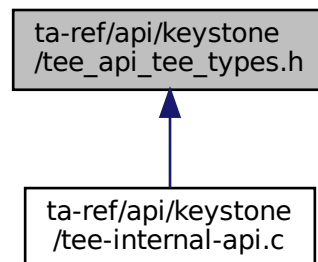 ta-ref/api/keystone
/tee_api_tee_types.h
ta-ref/api/keystone
/tee-internal-api.c